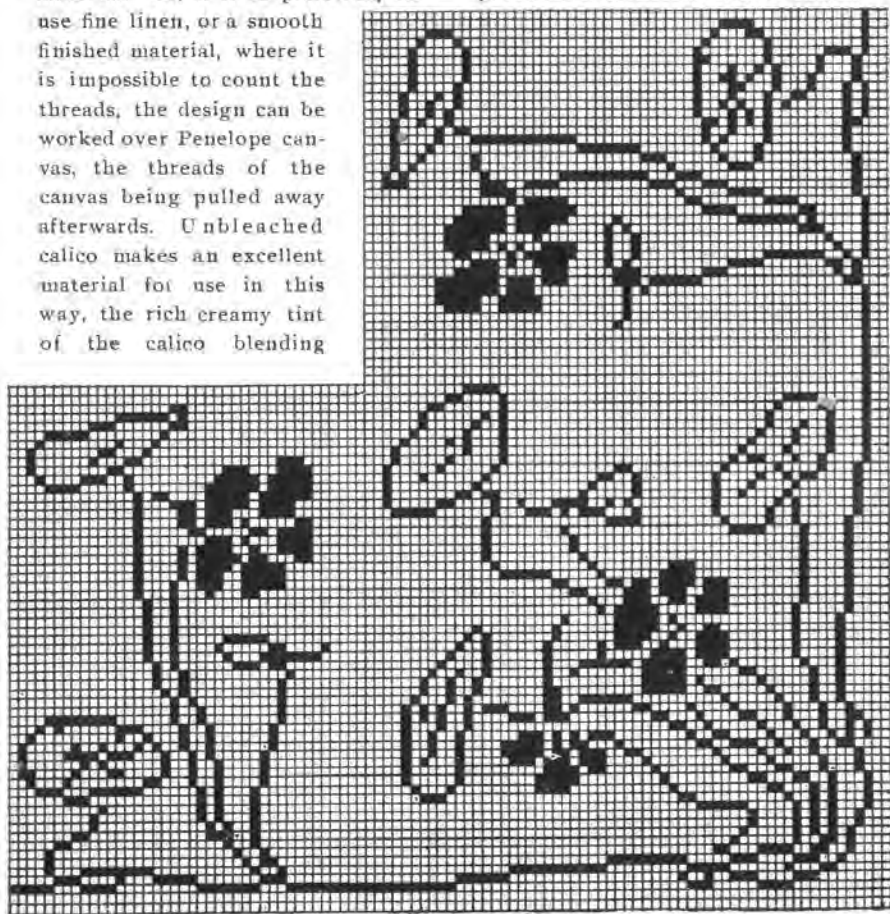 use fine linen, or a smooth
finished material, where it
is impossible to count the
threads, the design can be
worked over Penelope can-
vas, the threads of the
canvas being pulled away
afterwards. Unbleached
calico makes an excellent
material for use in this
way, the rich creamy tint
of the calico blending